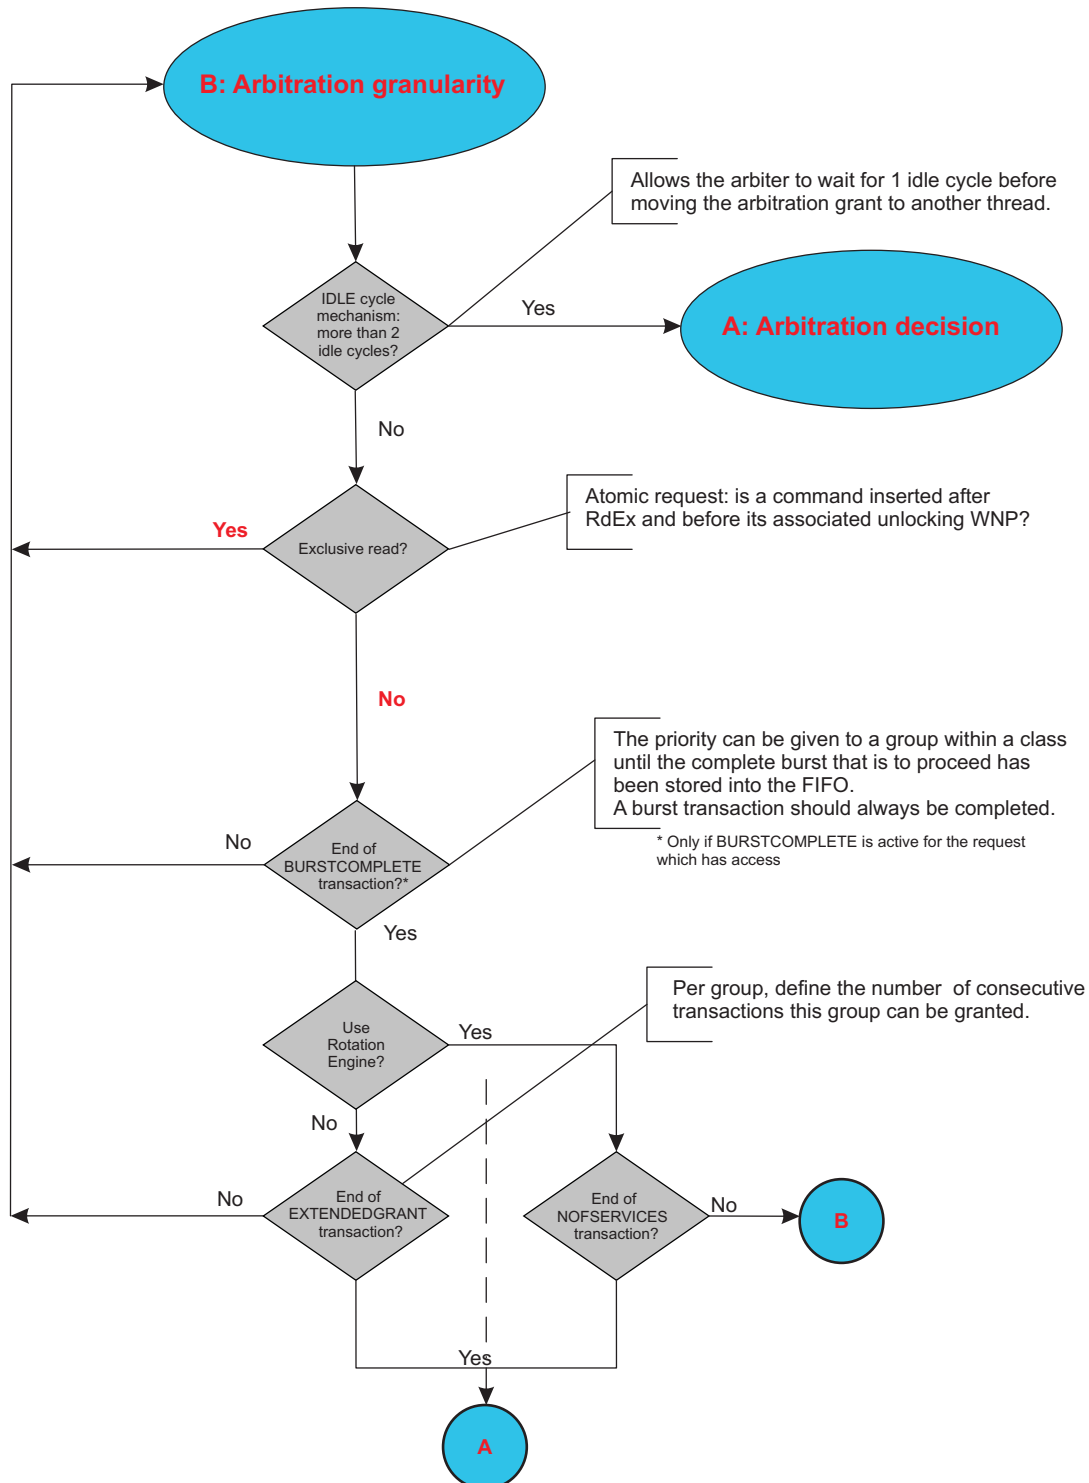 B: Arbitration granularity
Allows the arbiter to wait for 1 idle cycle before
moving the arbitration grant to another thread.
IDLE cycle
mechanism:
more than 2
idle cycles?
Yes
A: Arbitration decision
No
Atomic request: is a command inserted after
RdEx and before its associated unlocking WNP?
Yes
Exclusive read?
No
The priority can be given to a group within a class
until the complete burst that is to proceed has
been stored into the FIFO.
A burst transaction should always be completed.
* Only if BURSTCOMPLETE is active for the request
which has access
No
End of
BURSTCOMPLETE
transaction?*
Yes
Per group, define the number of consecutive
transactions this group can be granted.
Use
Rotation
Engine?
Yes
No
No
End of
EXTENDEDGRANT
transaction?
End of
NOFSERVICES
transaction?
No
B
Yes
A